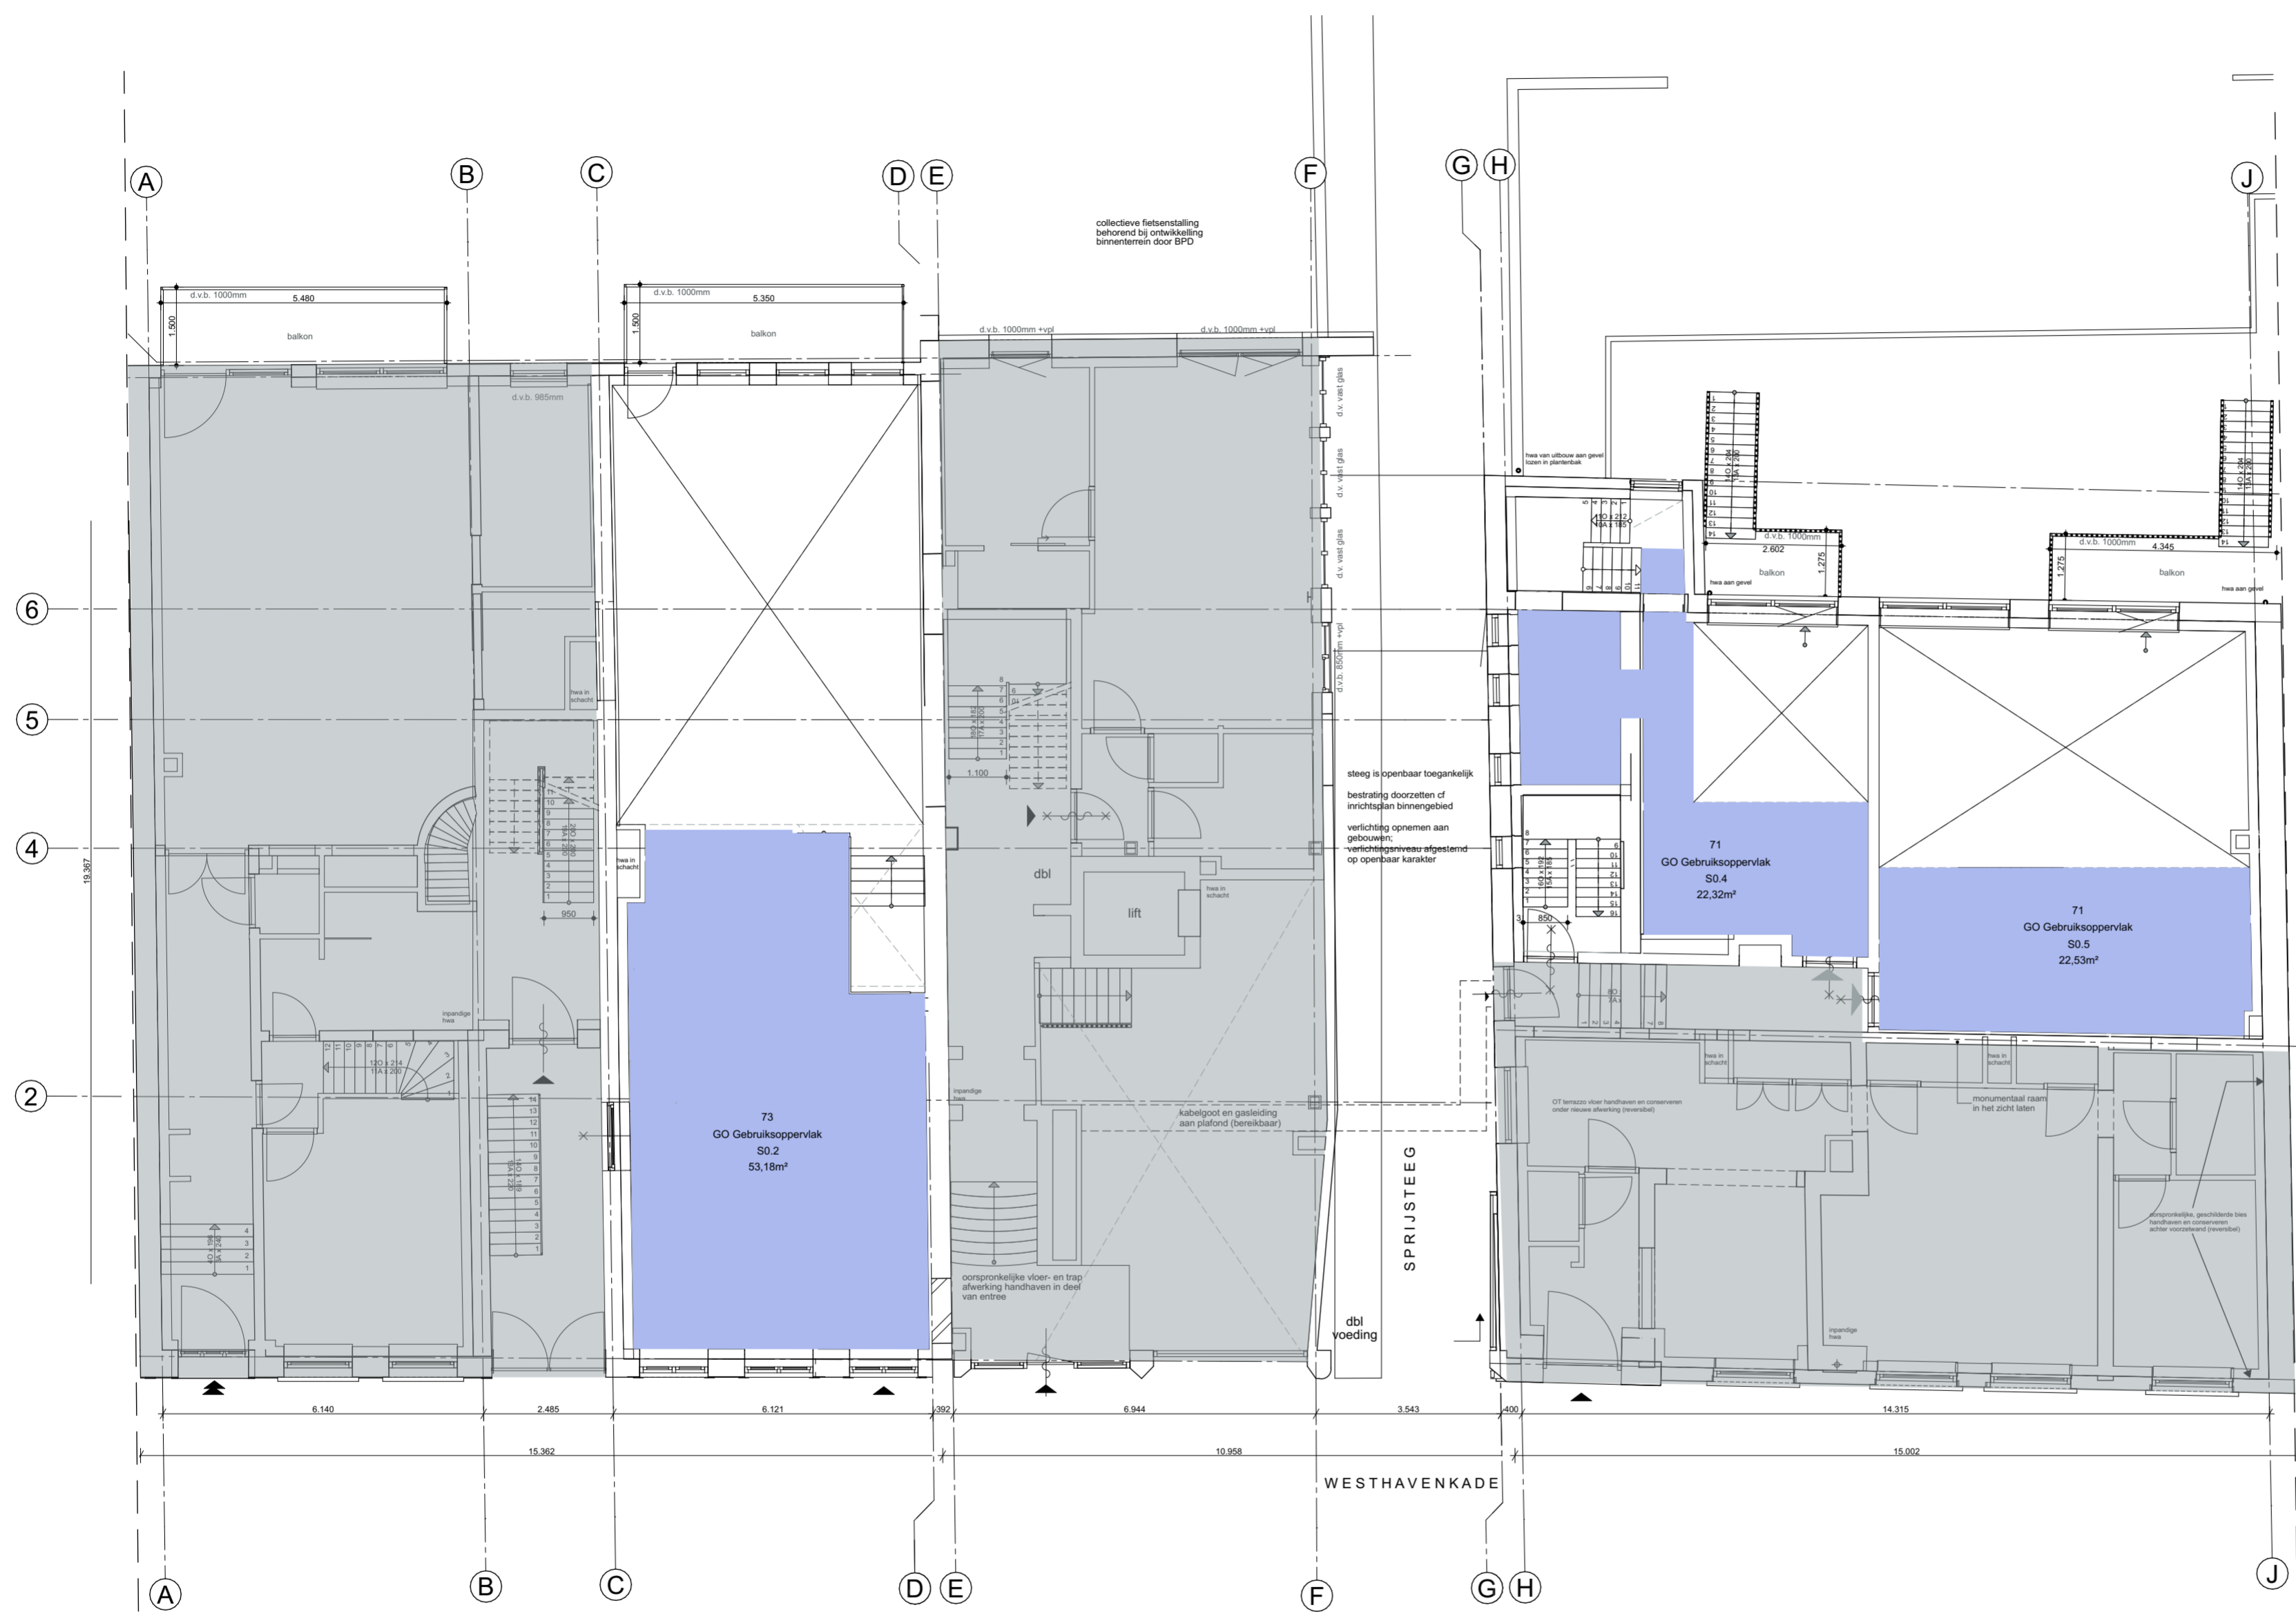 A
B
C
D
E
F
G
H
J
collectieve fietsenstalling
behorend bij ontwikkeling
binnenterrein door BPD
d.v.b. 1000mm
5.480
1.500
balkon
d.v.b. 1000mm
5.350
1.500
balkon
d.v.b. 1000mm +vpl
d.v.b. 1000mm +vpl
d.v.b. 985mm
d.v. vast glas
d.v. vast glas
d.v. vast glas
d.v.b. 850mm +vpl
hwa van uitbouw aan gevel
lozen in plantenbak
d.v.b. 1000mm
2.602
1.275
balkon
hwa aan gevel
d.v.b. 1000mm
4.345
1.275
balkon
hwa aan gevel
6
5
4
2
19.367
hwa in
schacht
950
hwa in
schacht
1.100
dbl
lift
hwa in
schacht
steeg is openbaar toegankelijk
bestrating doorzetten cf
inrichtsplan binnengebied
verlichting opnemen aan
gebouwen;
verlichtingsniveau afgestemd
op openbaar karakter
71
GO Gebruiksoppervlak
S0.4
22,32m²
3
850
71
GO Gebruiksoppervlak
S0.5
22,53m²
inpandige
hwa
12O x 214
11A x 200
73
GO Gebruiksoppervlak
S0.2
53,18m²
inpandige
hwa
kabelgoot en gasleiding
aan plafond (bereikbaar)
oorspronkelijke vloer- en trap
afwerking handhaven in deel
van entree
SPRIJSTEEG
dbl
voeding
hwa in
schacht
hwa in
schacht
OT terrazzo vloer handhaven en conserveren
onder nieuwe afwerking (reversibel)
monumentaal raam
in het zicht laten
oorspronkelijke, geschilderde bies
handhaven en conserveren
achter voorzetwand (reversibel)
inpandige
hwa
6.140
2.485
6.121
392
6.944
3.543
400
14.315
15.362
10.958
15.002
WESTHAVENKADE
A
B
C
D
E
F
G
H
J